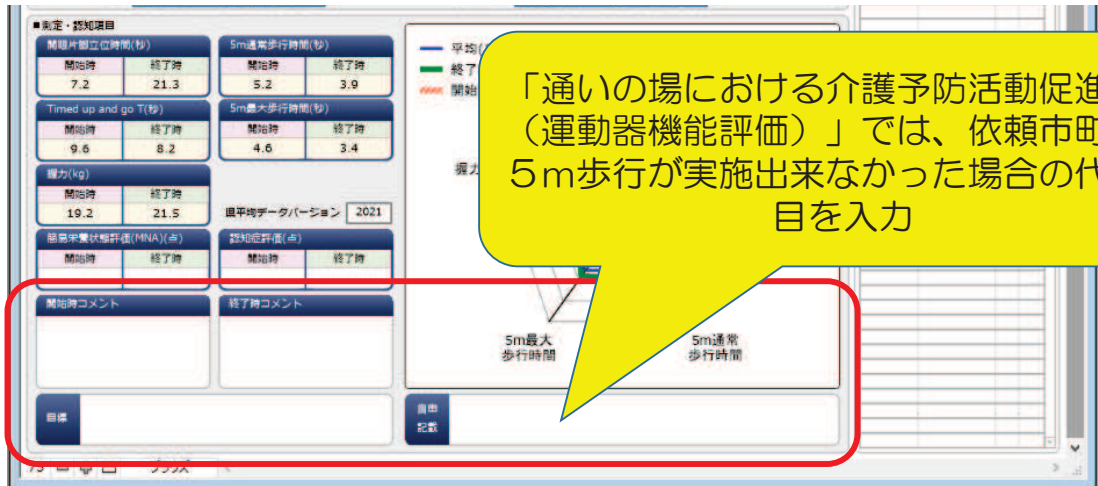 ■測定・認知項目
開眼片脚立位時間(秒)
開始時 終了時
7.2 21.3
5m通常歩行時間(秒)
開始時 終了時
5.2 3.9
Timed up and go T(秒)
開始時 終了時
9.6 8.2
5m最大歩行時間(秒)
開始時 終了時
4.6 3.4
握力(kg)
開始時 終了時
19.2 21.5
県平均データバージョン 2021
簡易栄養状態評価(MNA)(点)
開始時 終了時
認知症評価(点)
開始時 終了時
開始時コメント
終了時コメント
目標
平均(
終了
開始
握力
5m最大
歩行時間
5m通常
歩行時間
自由
記載
「通いの場における介護予防活動促進
（運動器機能評価）」では、依頼市町
５ｍ歩行が実施出来なかった場合の代
目を入力